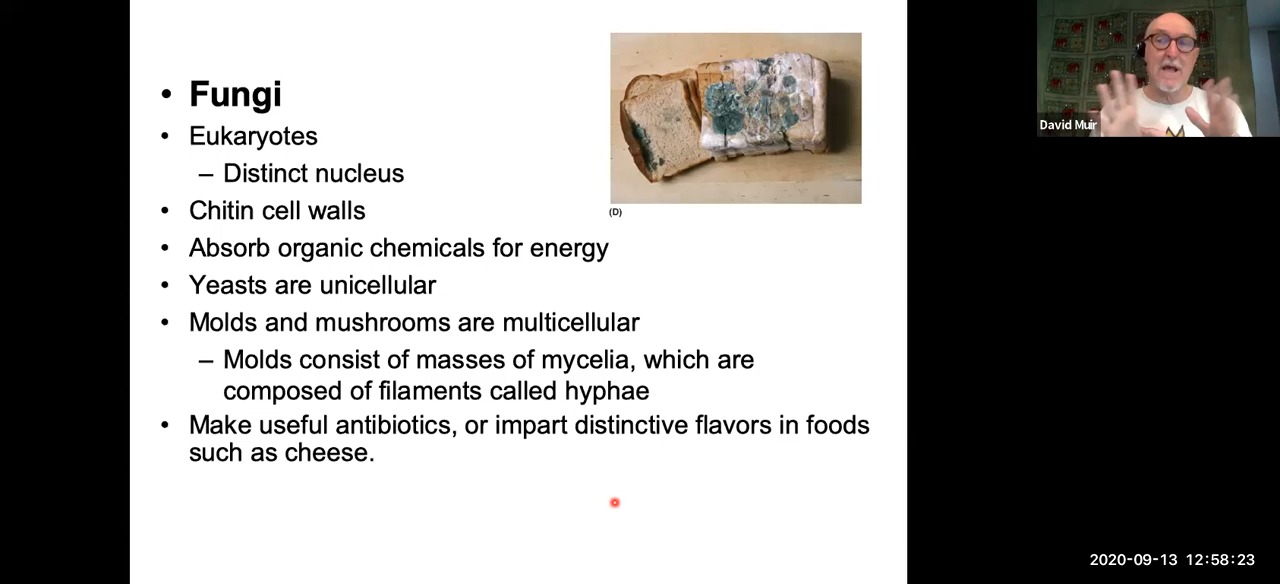 • Fungi
• Eukaryotes
– Distinct nucleus
• Chitin cell walls
• Absorb organic chemicals for energy
• Yeasts are unicellular
• Molds and mushrooms are multicellular
– Molds consist of masses of mycelia, which are
composed of filaments called hyphae
• Make useful antibiotics, or impart distinctive flavors in foods
such as cheese.
(D)
David Muir
2020-09-13 12:58:23